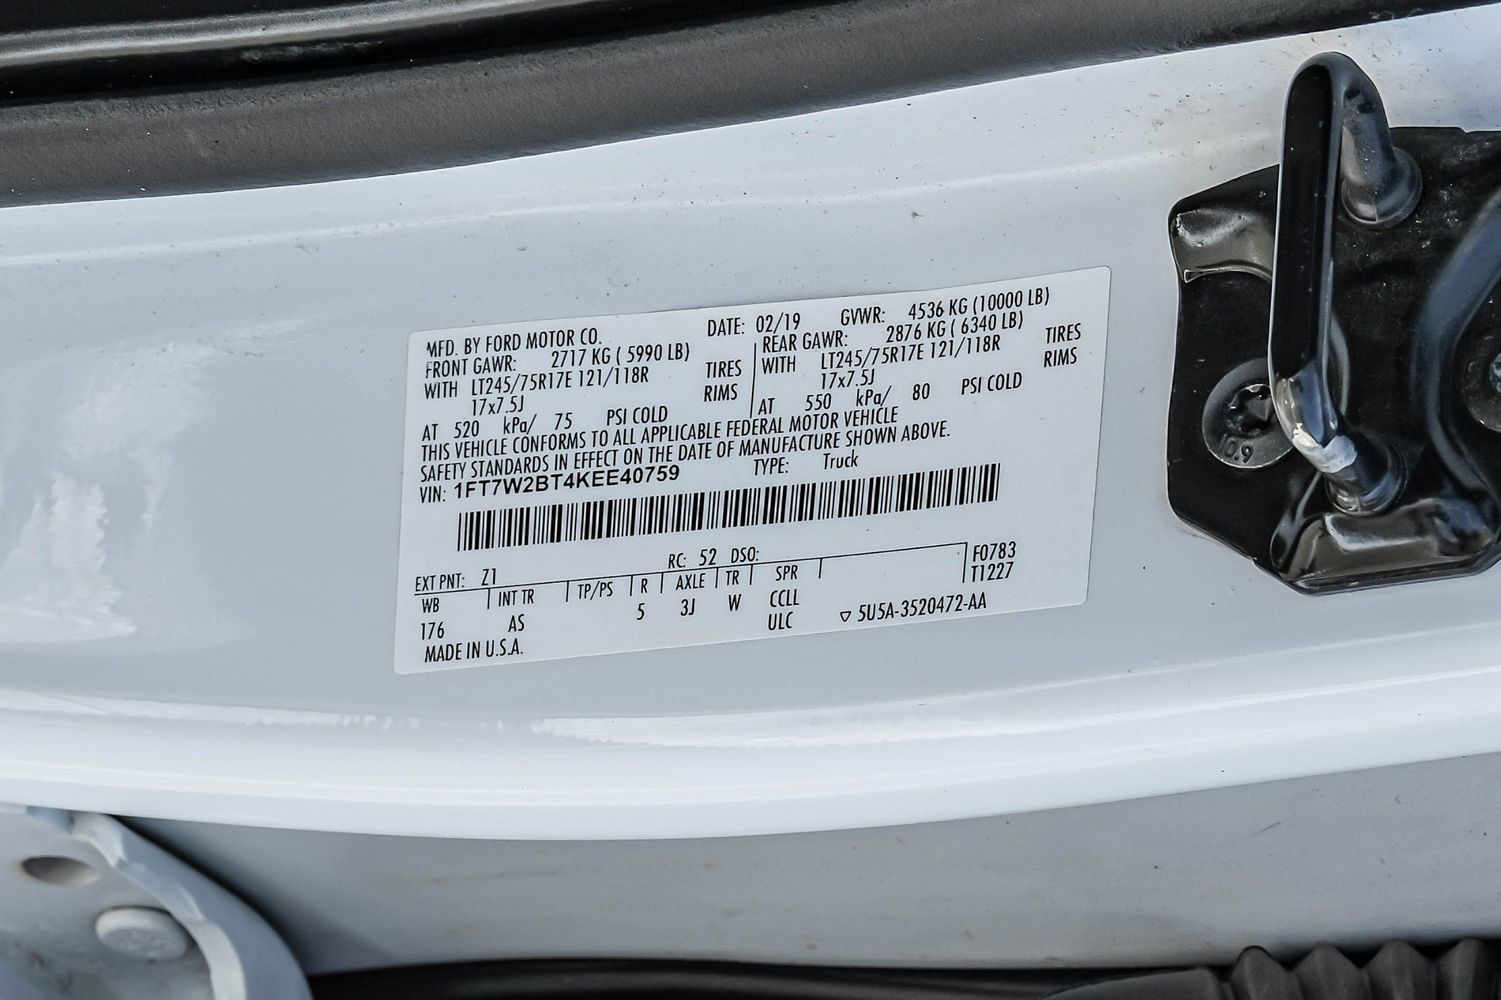 MFD. BY FORD MOTOR CO. DATE: 02/19 GVWR: 4536 KG (10000 LB)
FRONT GAWR: 2717 KG ( 5990 LB) REAR GAWR: 2876 KG ( 6340 LB)
WITH LT245/75R17E 121/118R TIRES WITH LT245/75R17E 121/118R TIRES
17x7.5J RIMS 17x7.5J RIMS
AT 520 kPa/ 75 PSI COLD AT 550 kPa/ 80 PSI COLD
THIS VEHICLE CONFORMS TO ALL APPLICABLE FEDERAL MOTOR VEHICLE
SAFETY STANDARDS IN EFFECT ON THE DATE OF MANUFACTURE SHOWN ABOVE.
VIN: 1FT7W2BT4KEE40759 TYPE: Truck
EXT PNT: Z1 RC: 52 DSO: F0783
WB INT TR TP/PS R AXLE TR SPR T1227
176 AS 5 3J W CCLL
ULC ▽ 5U5A-3520472-AA
MADE IN U.S.A.
10.9